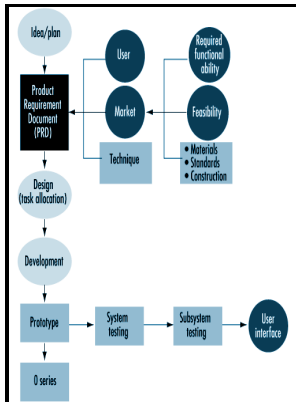 Idea/plan
Product
Requirement
Document
(PRD)
User
Market
Technique
Required
functional
ability
Feasibility
• Materials
• Standards
• Construction
Design
(task allocation)
Development
Prototype
System
testing
Subsystem
testing
User
interface
0 series